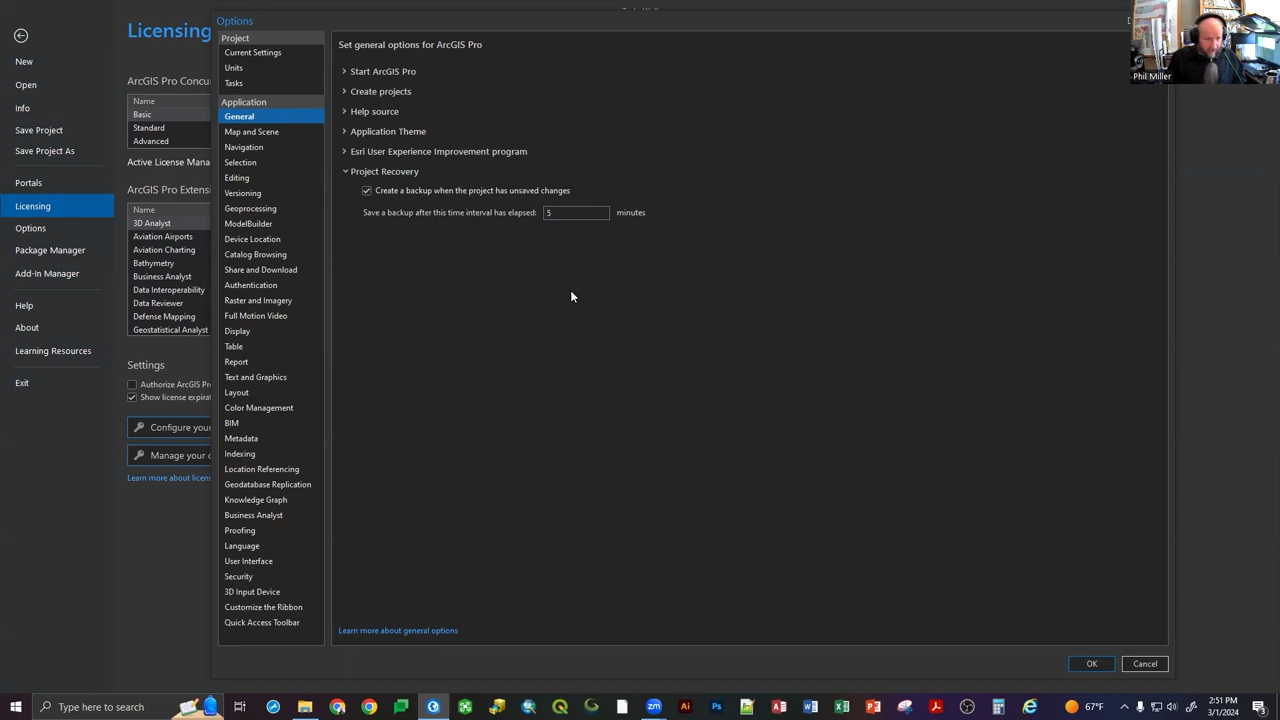 Licensing
New
Open
Info
Save Project
Save Project As
Portals
Licensing
Options
Package Manager
Add-In Manager
Help
About
Learning Resources
Exit
ArcGIS Pro Concur
Name
Basic
Standard
Advanced
Active License Mana
ArcGIS Pro Extensi
Name
3D Analyst
Aviation Airports
Aviation Charting
Bathymetry
Business Analyst
Data Interoperability
Data Reviewer
Defense Mapping
Geostatistical Analyst
Settings
Authorize ArcGIS Pr
Show license expirat
Configure your
Manage your c
Learn more about licens
Options
Project
Current Settings
Units
Tasks
Application
General
Map and Scene
Navigation
Selection
Editing
Versioning
Geoprocessing
ModelBuilder
Device Location
Catalog Browsing
Share and Download
Authentication
Raster and Imagery
Full Motion Video
Display
Table
Report
Text and Graphics
Layout
Color Management
BIM
Metadata
Indexing
Location Referencing
Geodatabase Replication
Knowledge Graph
Business Analyst
Proofing
Language
User Interface
Security
3D Input Device
Customize the Ribbon
Quick Access Toolbar
Set general options for ArcGIS Pro
Start ArcGIS Pro
Create projects
Help source
Application Theme
Esri User Experience Improvement program
Project Recovery
Create a backup when the project has unsaved changes
Save a backup after this time interval has elapsed: 5 minutes
Learn more about general options
OK Cancel
Phil Miller
Type here to search
zm
Ai
Ps
67°F
2:51 PM
3/1/2024